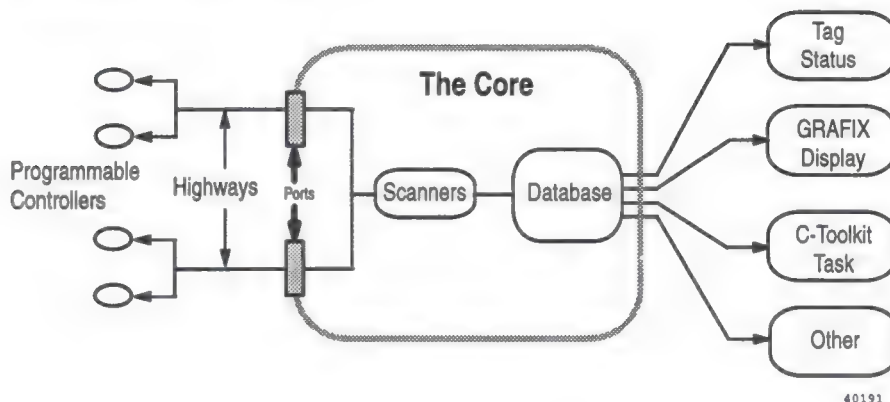 The Core
Programmable
Controllers
Highways
Ports
Scanners
Database
Tag
Status
GRAFIX
Display
C-Toolkit
Task
Other
40191